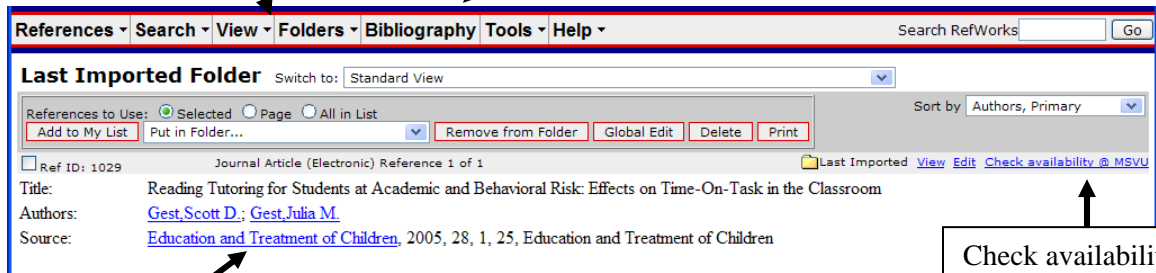 References Search View Folders Bibliography Tools Help Search RefWorks Go
Last Imported Folder Switch to: Standard View
References to Use: Selected Page All in List Sort by Authors, Primary
Add to My List Put in Folder... Remove from Folder Global Edit Delete Print
Ref ID: 1029 Journal Article (Electronic) Reference 1 of 1 Last Imported View Edit Check availability @ MSVU
Title: Reading Tutoring for Students at Academic and Behavioral Risk: Effects on Time-On-Task in the Classroom
Authors: Gest,Scott D.; Gest,Julia M.
Source: Education and Treatment of Children, 2005, 28, 1, 25, Education and Treatment of Children
Check availabili